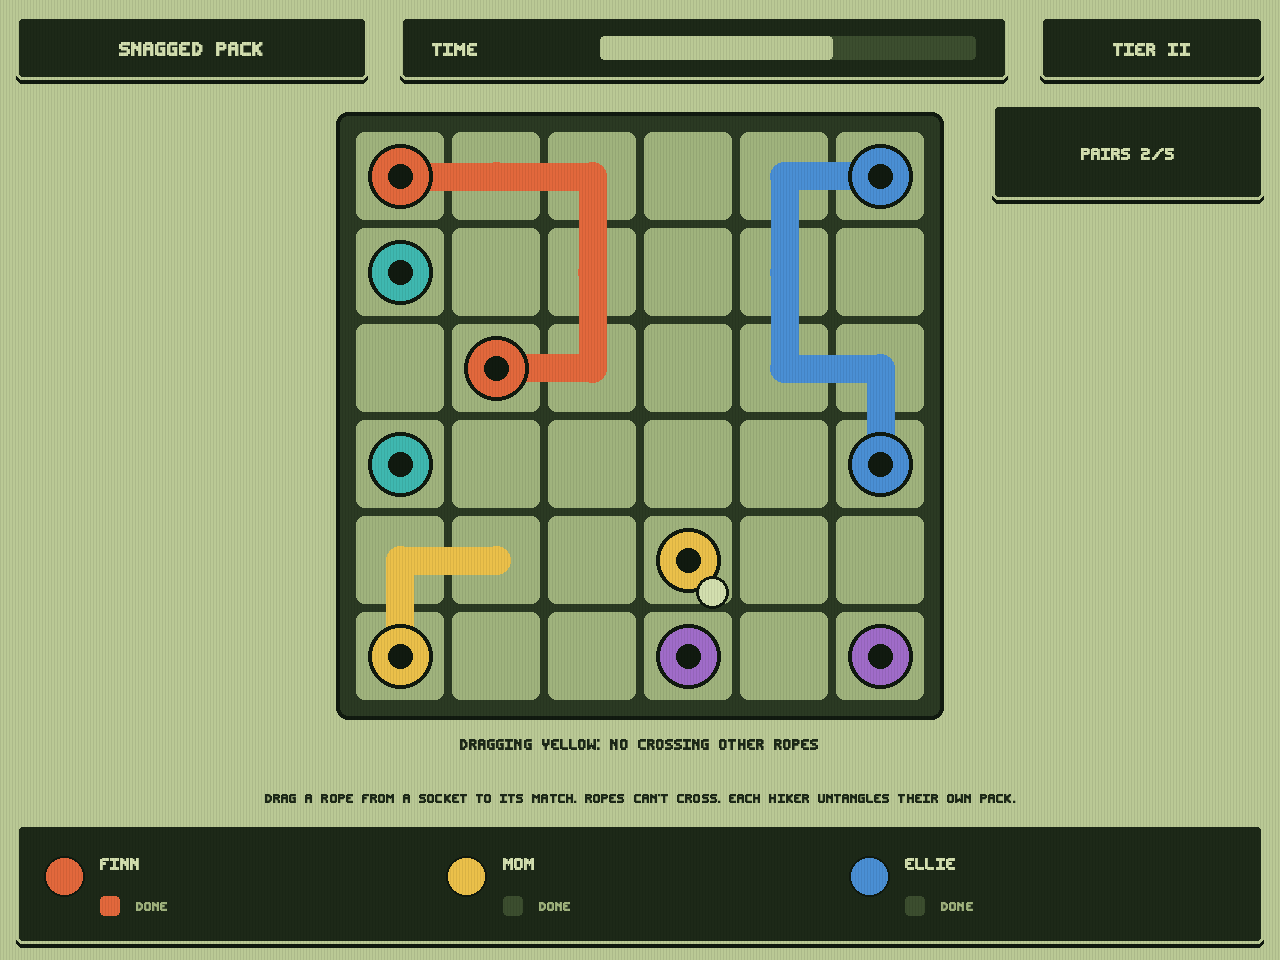 SNAGGED PACK
TIME
TIER II
PAIRS 2/5
DRAGGING YELLOW: NO CROSSING OTHER ROPES
DRAG A ROPE FROM A SOCKET TO ITS MATCH. ROPES CAN'T CROSS. EACH HIKER UNTANGLES THEIR OWN PACK.
FINN
DONE
MOM
DONE
ELLIE
DONE